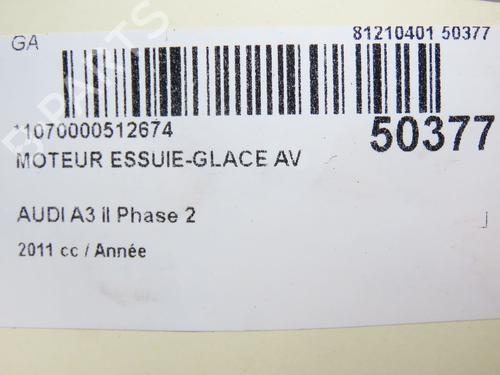 GA
81210401 50377
11070000512674
50377
MOTEUR ESSUIE-GLACE AV
AUDI A3 II Phase 2
2011 cc / Année